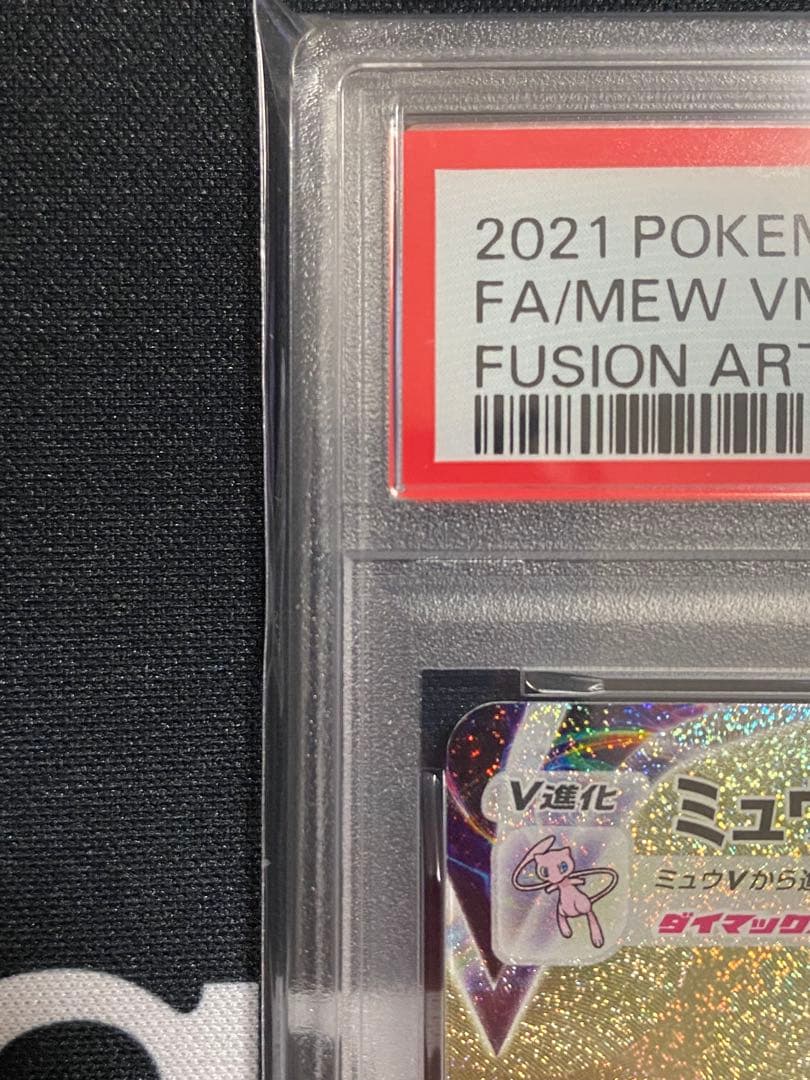 2021 POKEM
FA/MEW VM
FUSION ART
V進化
ミュウ
ミュウVから進
ダイマックス